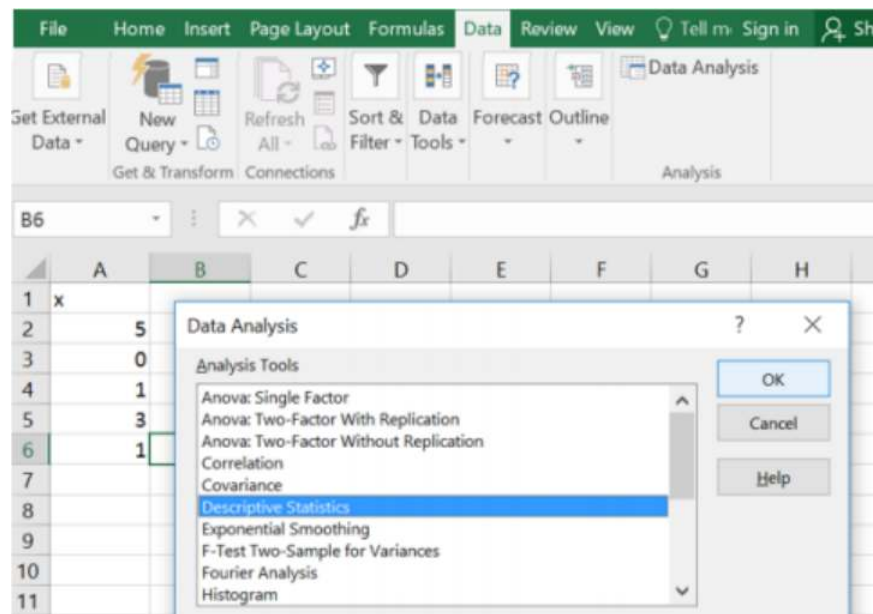 File Home Insert Page Layout Formulas Data Review View Tell m Sign in Sh
Get External Data
New Query
Refresh All
Sort & Filter
Data Tools
Forecast
Outline
Data Analysis
Get & Transform Connections Analysis
B6 fx
A B C D E F G H
1 x
2 5
3 0
4 1
5 3
6 1
7
8
9
10
11
Data Analysis ? X
Analysis Tools
Anova: Single Factor
Anova: Two-Factor With Replication
Anova: Two-Factor Without Replication
Correlation
Covariance
Descriptive Statistics
Exponential Smoothing
F-Test Two-Sample for Variances
Fourier Analysis
Histogram
OK
Cancel
Help